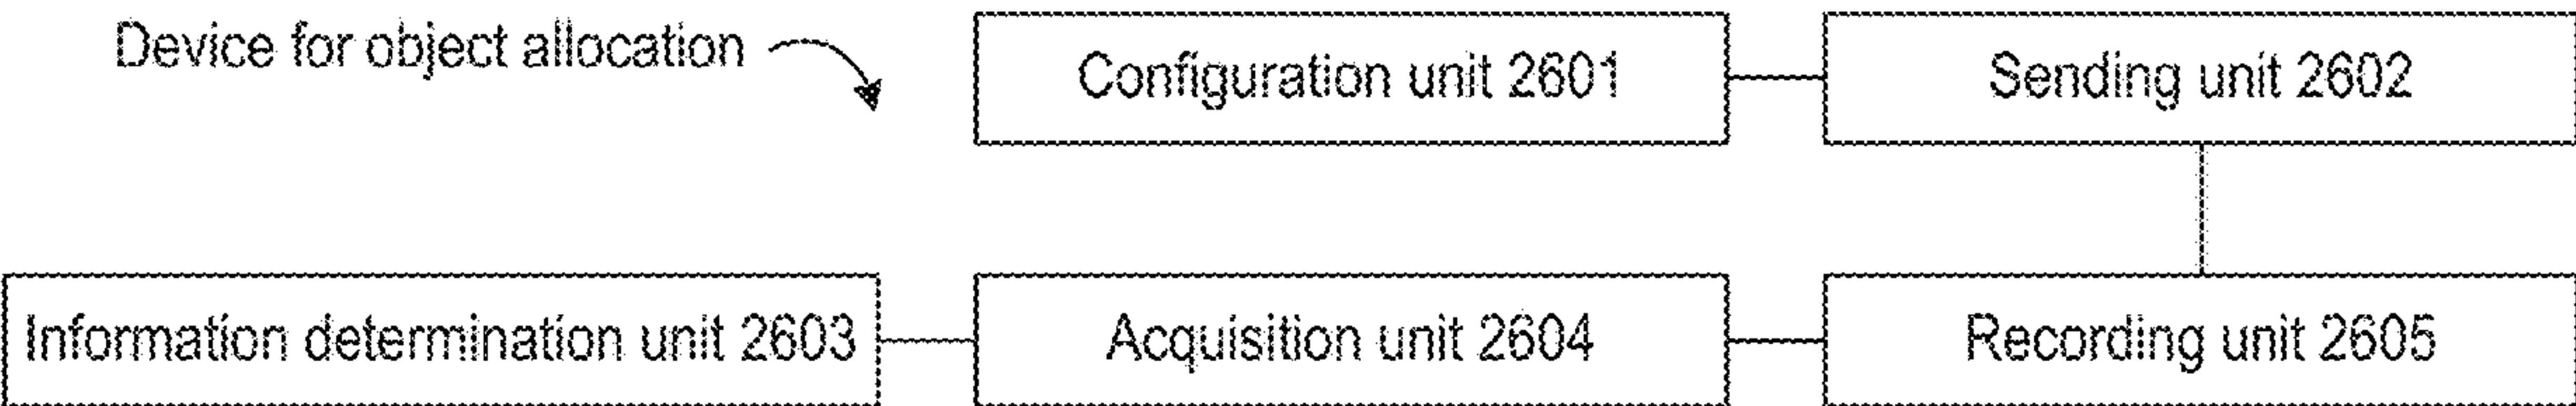 Device for object allocation
Configuration unit 2601
Sending unit 2602
Information determination unit 2603
Acquisition unit 2604
Recording unit 2605